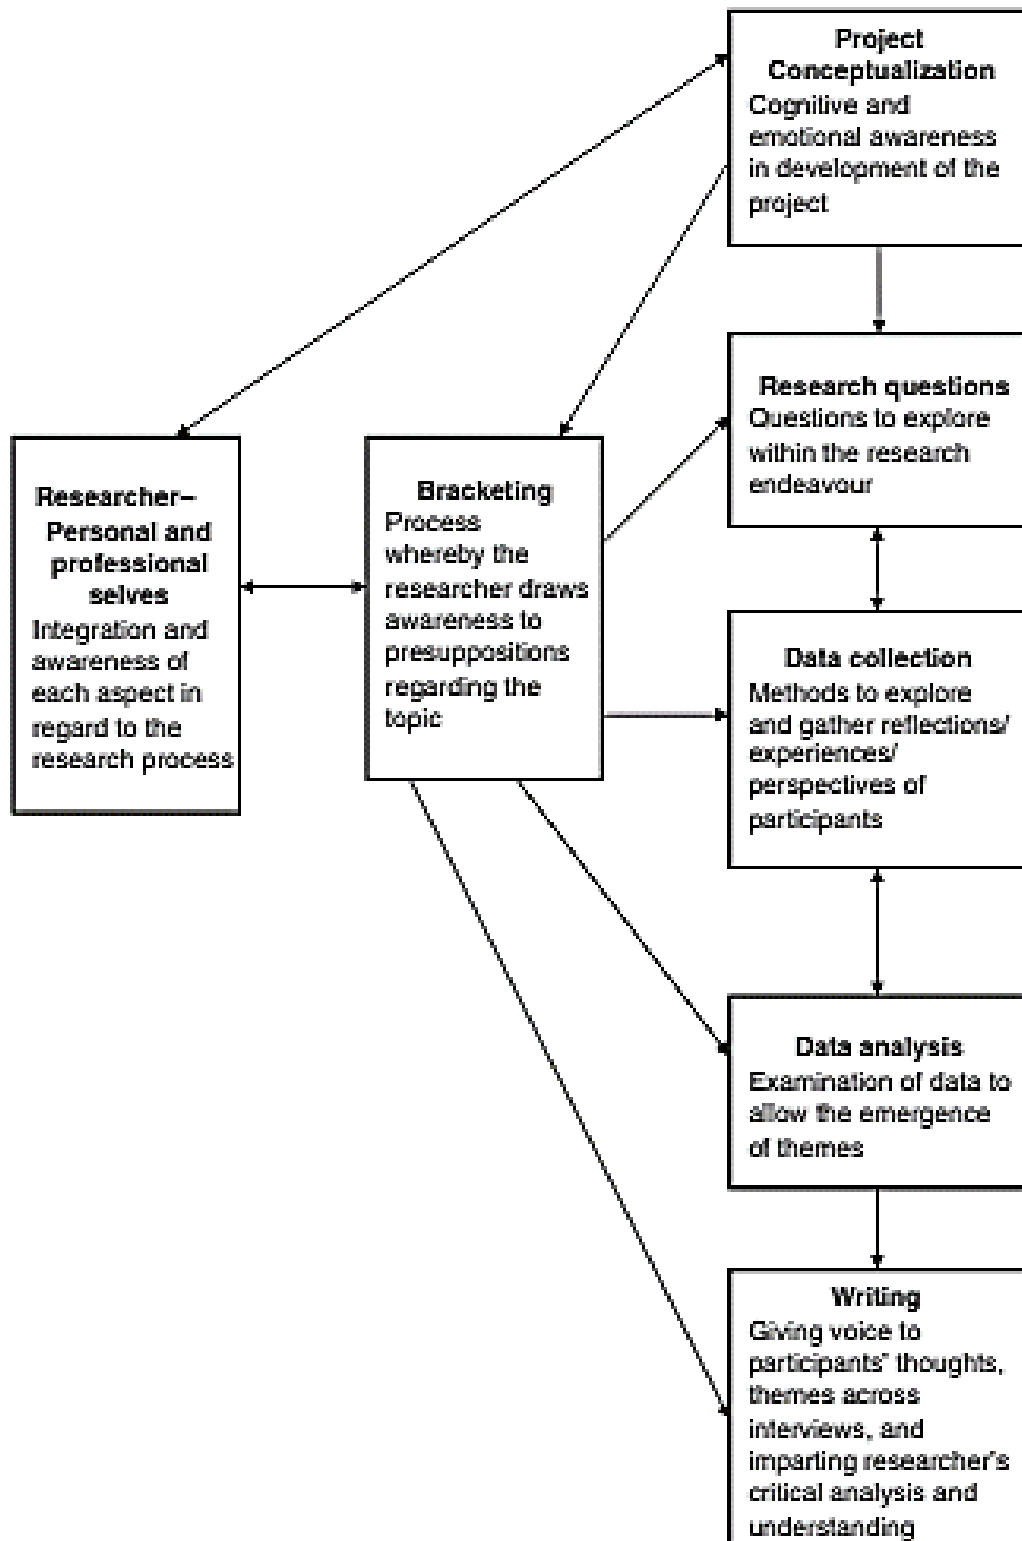 Project
Conceptualization
Cognitive and
emotional awareness
in development of the
project
Research questions
Questions to explore
within the research
endeavour
Researcher–
Personal and
professional
selves
Integration and
awareness of
each aspect in
regard to the
research process
Bracketing
Process
whereby the
researcher draws
awareness to
presuppositions
regarding the
topic
Data collection
Methods to explore
and gather reflections/
experiences/
perspectives of
participants
Data analysis
Examination of data to
allow the emergence
of themes
Writing
Giving voice to
participants' thoughts,
themes across
interviews, and
imparting researcher's
critical analysis and
understanding